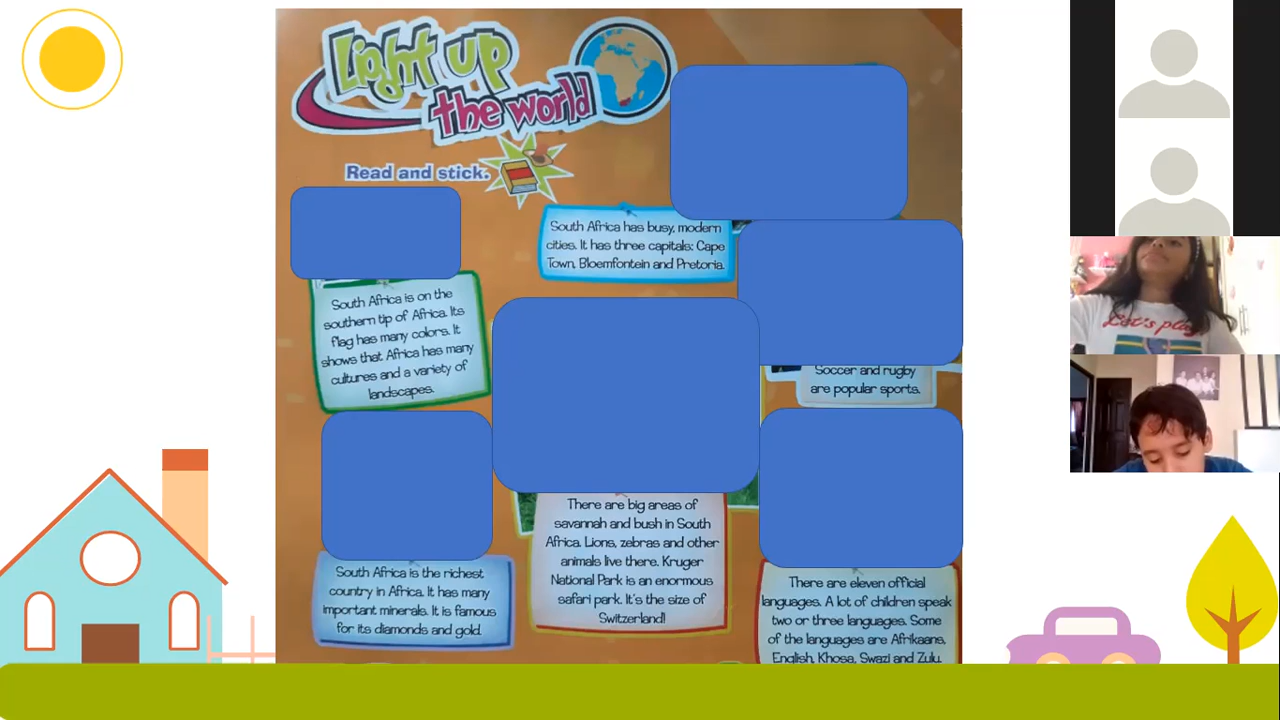 Light up
the world
Read and stick.
South Africa has busy, modern
cities. It has three capitals: Cape
Town, Bloemfontein and Pretoria.
South Africa is on the
southern tip of Africa. Its
flag has many colors. It
shows that Africa has many
cultures and a variety of
landscapes.
Soccer and rugby
are popular sports.
There are big areas of
savannah and bush in South
Africa. Lions, zebras and other
animals live there. Kruger
National Park is an enormous
safari park. It's the size of
Switzerland!
South Africa is the richest
country in Africa. It has many
important minerals. It is famous
for its diamonds and gold.
There are eleven official
languages. A lot of children speak
two or three languages. Some
of the languages are Afrikaans,
English, Khosa, Swazi and Zulu.
Let's play